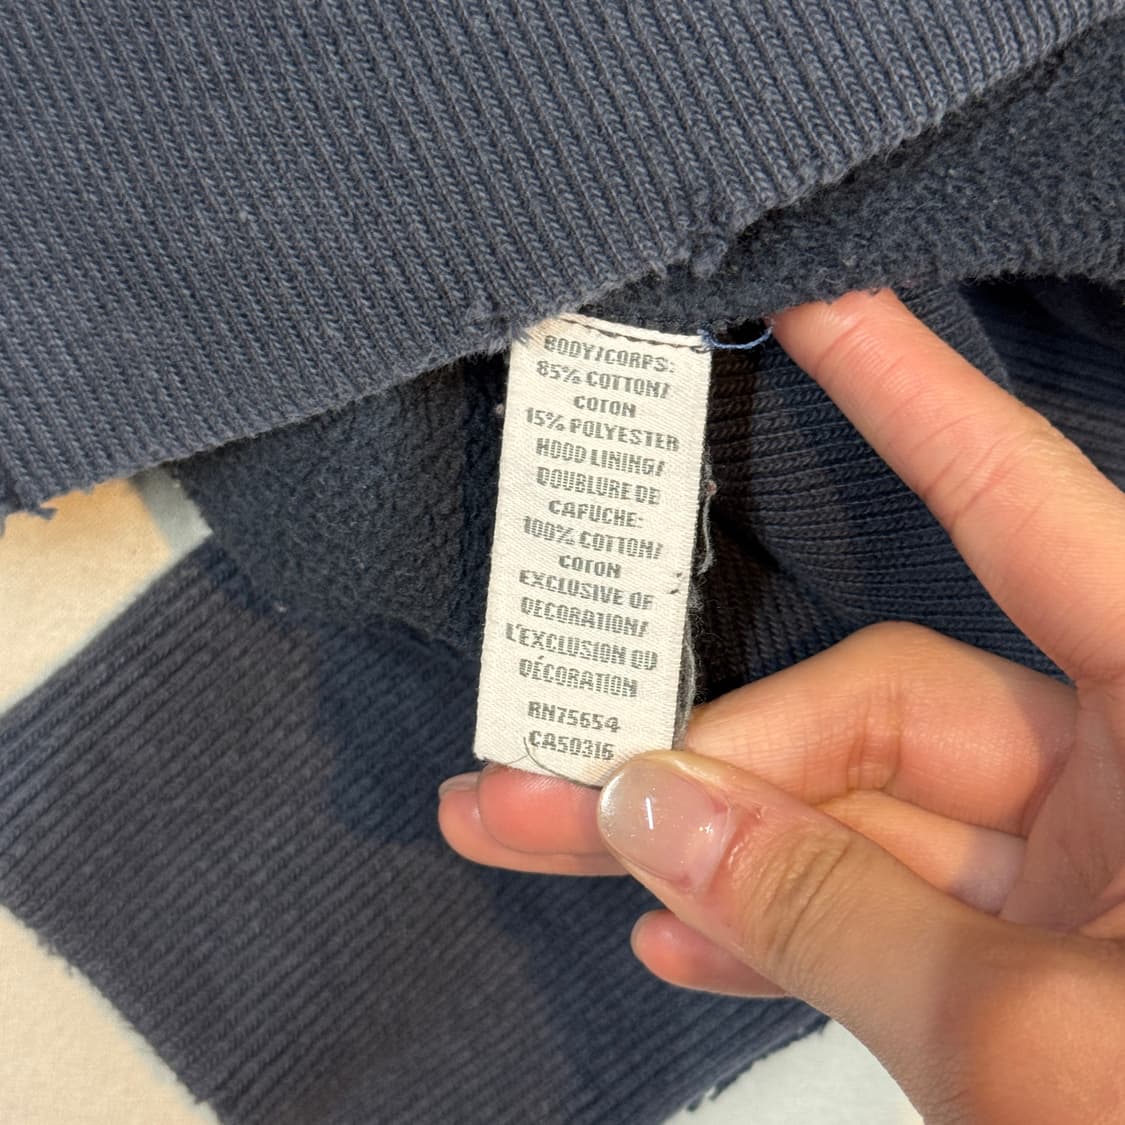 BODY/CORPS:
85% COTTON/
COTON
15% POLYESTER
HOOD LINING/
DOUBLURE DE
CAPUCHE:
100% COTTON/
COTON
EXCLUSIVE OF
DECORATION/
L'EXCLUSION OU
DÉCORATION
RN75654
CA50316